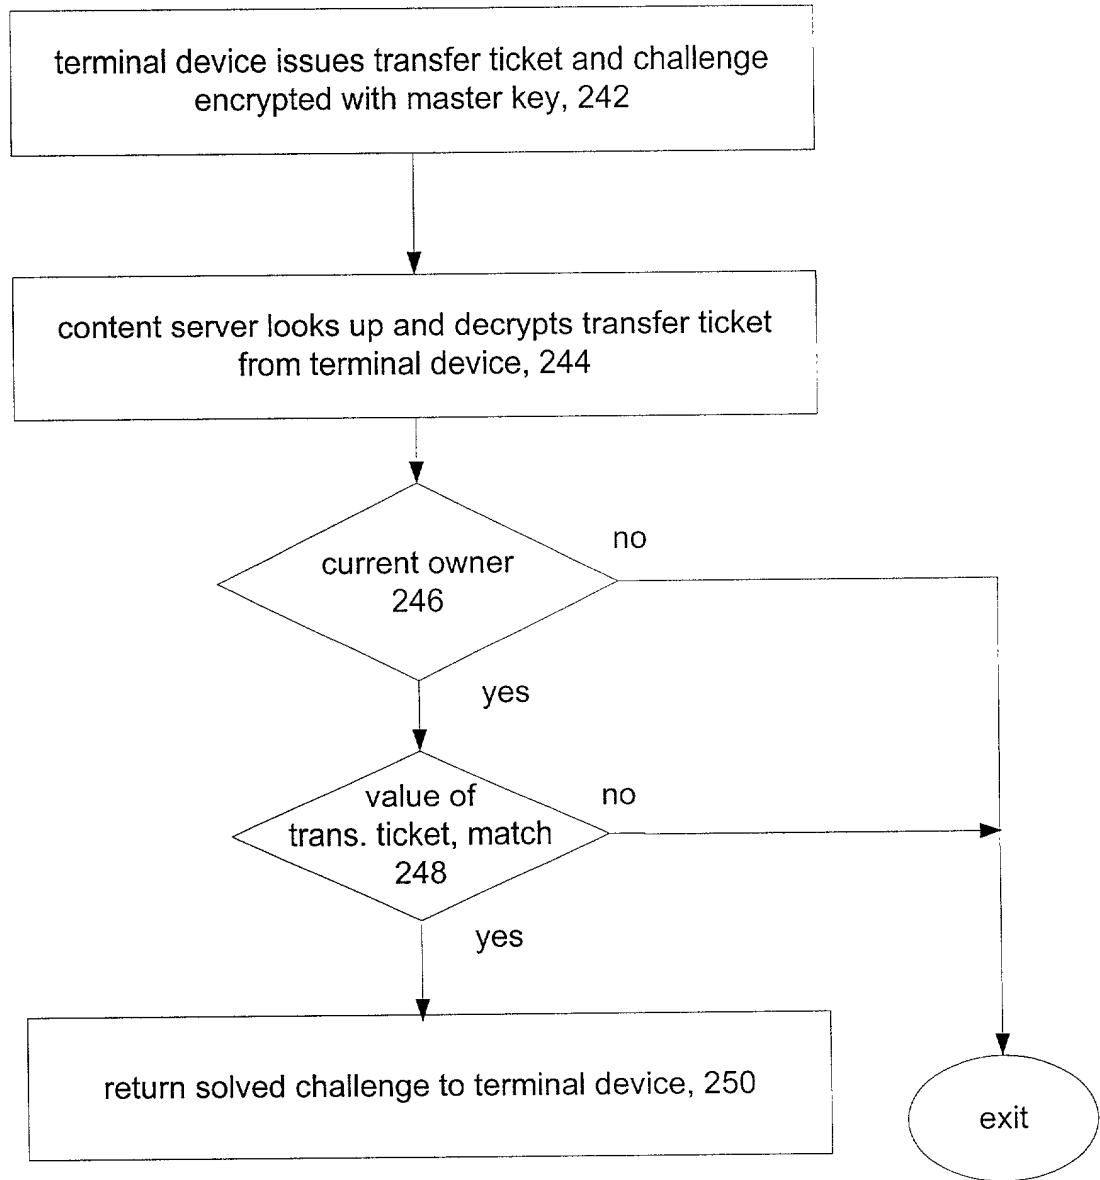 terminal device issues transfer ticket and challenge
encrypted with master key, 242
content server looks up and decrypts transfer ticket
from terminal device, 244
current owner
246
no
yes
value of
trans. ticket, match
248
no
yes
return solved challenge to terminal device, 250
exit